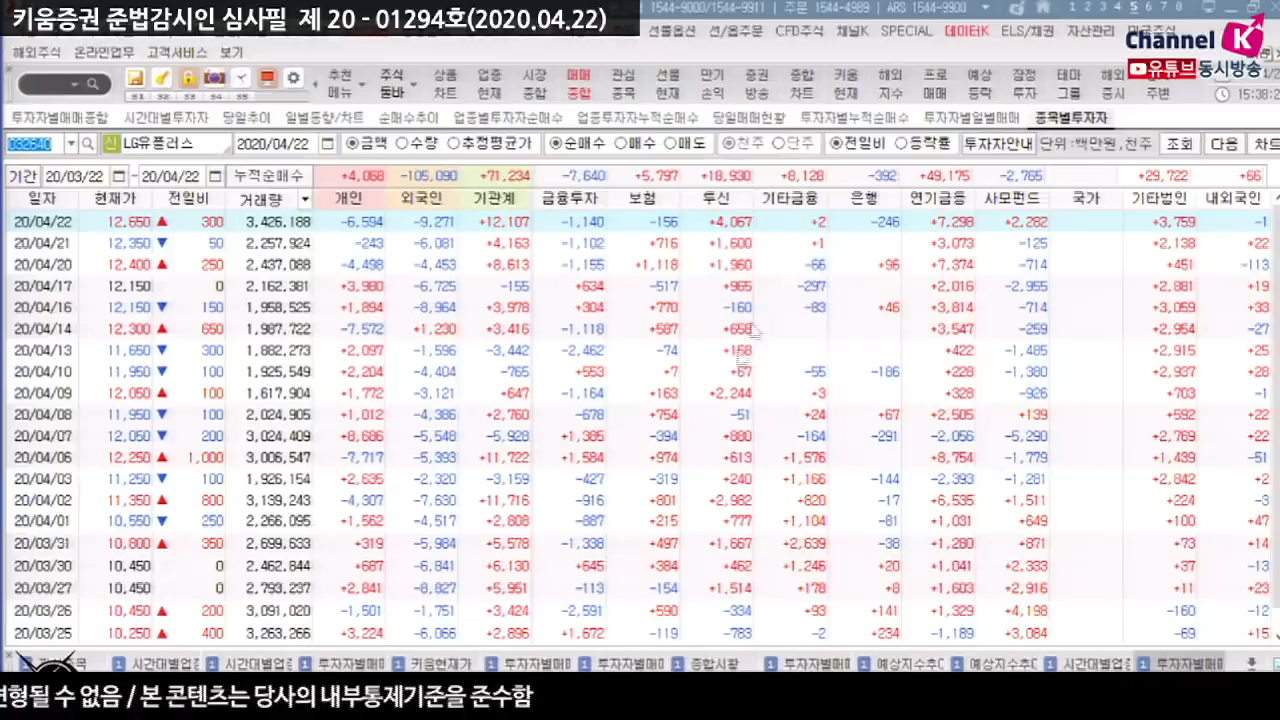 키움증권 준법감시인 심사필 제 20 - 01294호(2020.04.22)
1544-9000/9911 | 주문 1544-4989 | ARS 1544-9900
1 2 3 4 5 6 7 8
선물옵션 선/옵주문 CFD주식 채널K SPECIAL 데이타K ELS/채권 자산관리
Channel K
유튜브 동시방송
해외주식 온라인업무 고객서비스 보기
추천메뉴 주식돋바 상품차트 업종현재 시장종합 매매종합 관심종목 선물현재 만기손익 증권방송 종합차트 키움현재 해외지수 프로매매 예상등락 잠정투자 테마그룹 해외증시
15:38:2
투자자별매매종합 시간대별투자자 당일추이 일별동향/차트 순매수추이 업종별투자자순매수 업종투자자누적순매수 당일매매현황 투자자별누적순매수 투자자별일별매매 종목별투자자
032640 신 LG유플러스 2020/04/22 금액 수량 추정평균가 순매수 매수 매도 천주 단주 전일비 등락률 투자자안내 단위:백만원,천주 조회 다음 차트
기간 20/03/22 ~ 20/04/22 누적순매수 +4,068 -105,090 +71,234 -7,640 +5,797 +18,930 +8,128 -392 +49,175 -2,765 +29,722 +66
일자 현재가 전일비 거래량 개인 외국인 기관계 금융투자 보험 투신 기타금융 은행 연기금등 사모펀드 국가 기타법인 내외국인
20/04/22 12,650 ▲ 300 3,426,188 -6,594 -9,271 +12,107 -1,140 -156 +4,067 +2 -246 +7,298 +2,282 +3,759 -1
20/04/21 12,350 ▼ 50 2,257,924 -243 -6,081 +4,163 -1,102 +716 +1,600 +1 +3,073 -125 +2,138 +22
20/04/20 12,400 ▲ 250 2,437,088 -4,498 -4,453 +8,613 -1,155 +1,118 +1,960 -66 +96 +7,374 -714 +451 -113
20/04/17 12,150 0 2,162,381 +3,980 -6,725 -155 +634 -517 +965 -297 +2,016 -2,955 +2,881 +19
20/04/16 12,150 ▼ 150 1,958,525 +1,894 -8,964 +3,978 +304 +770 -160 -83 +46 +3,814 -714 +3,059 +33
20/04/14 12,300 ▲ 650 1,987,722 -7,572 +1,230 +3,416 -1,118 +587 +658 +3,547 -259 +2,954 -27
20/04/13 11,650 ▼ 300 1,882,273 +2,097 -1,596 -3,442 -2,462 -74 +158 +422 -1,485 +2,915 +25
20/04/10 11,950 ▼ 100 1,925,549 +2,204 -4,404 -765 +553 +7 +67 -55 -186 +228 -1,380 +2,937 +28
20/04/09 12,050 ▲ 100 1,617,904 +1,772 -3,121 +647 -1,164 +163 +2,244 +3 +328 -926 +703 -1
20/04/08 11,950 ▼ 100 2,024,905 +1,012 -4,386 +2,760 -678 +754 -51 +24 +67 +2,505 +139 +592 +22
20/04/07 12,050 ▼ 200 3,024,409 +8,686 -5,548 -5,928 +1,385 -394 +880 -164 -291 -2,056 -5,290 +2,769 +22
20/04/06 12,250 ▲ 1,000 3,006,547 -7,717 -5,393 +11,722 +1,584 +974 +613 +1,576 +8,754 -1,779 +1,439 -51
20/04/03 11,250 ▼ 100 1,926,154 +2,635 -2,320 -3,159 -427 -319 +240 +1,166 -144 -2,393 -1,281 +2,842 +2
20/04/02 11,350 ▲ 800 3,139,243 -4,307 -7,630 +11,716 -916 +801 +2,982 +820 -17 +6,535 +1,511 +224 -3
20/04/01 10,550 ▼ 250 2,266,095 +1,562 -4,517 +2,808 -887 +215 +777 +1,104 -81 +1,031 +649 +100 +47
20/03/31 10,800 ▲ 350 2,699,633 +319 -5,984 +5,578 -1,338 +497 +1,667 +2,639 -38 +1,280 +871 +73 +14
20/03/30 10,450 0 2,462,844 +687 -6,841 +6,130 +645 +384 +462 +1,246 +20 +1,041 +2,333 +37 -13
20/03/27 10,450 0 2,793,237 +2,841 -8,827 +5,951 -113 -154 +1,514 +178 +8 +1,603 +2,916 +11 +23
20/03/26 10,450 ▲ 200 3,091,020 -1,501 -1,751 +3,424 -2,591 +590 -334 +93 +141 +1,329 +4,198 -160 -12
20/03/25 10,250 ▲ 400 3,263,266 +3,224 -6,066 +2,896 +1,672 -119 -783 -2 +234 -1,189 +3,084 -69 +15
1 시간대별업종 1 시간대별업종 1 투자자별매매 1 키움현재가 1 투자자별매매 1 투자자별매매 1 종합시황 1 투자자별매매 1 예상지수추이 1 예상지수추이 1 시간대별업종 1 투자자별매매
변형될 수 없음 / 본 콘텐츠는 당사의 내부통제기준을 준수함